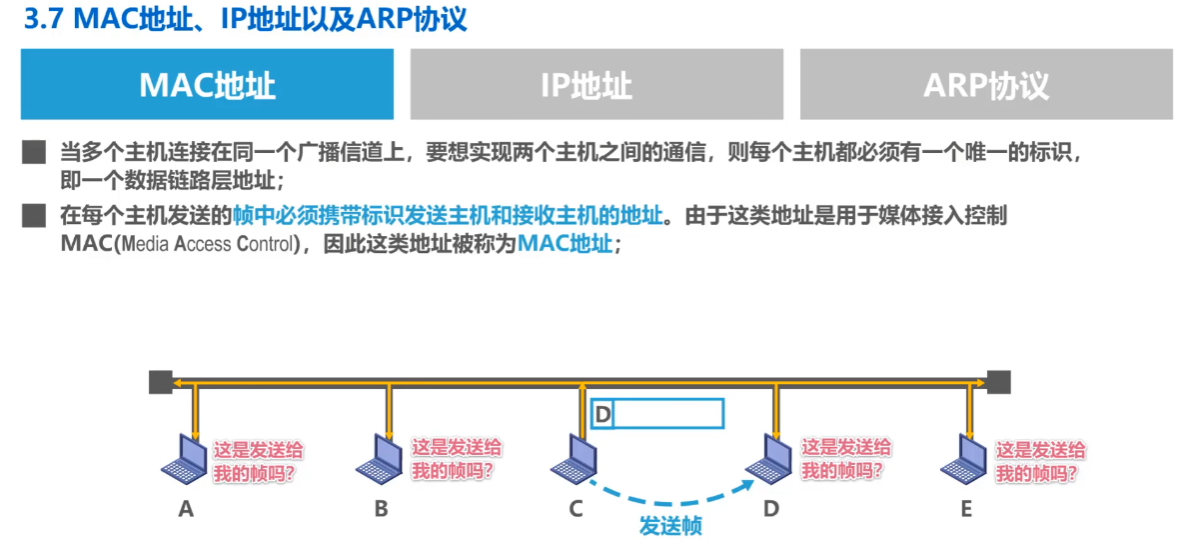 3.7 MAC地址、IP地址以及ARP协议
MAC地址
IP地址
ARP协议
当多个主机连接在同一个广播信道上，要想实现两个主机之间的通信，则每个主机都必须有一个唯一的标识，
即一个数据链路层地址；
在每个主机发送的帧中必须携带标识发送主机和接收主机的地址。由于这类地址是用于媒体接入控制
MAC(Media Access Control)，因此这类地址被称为MAC地址；
D
这是发送给
我的帧吗？
这是发送给
我的帧吗？
这是发送给
我的帧吗？
这是发送给
我的帧吗？
A
B
C
D
E
发送帧